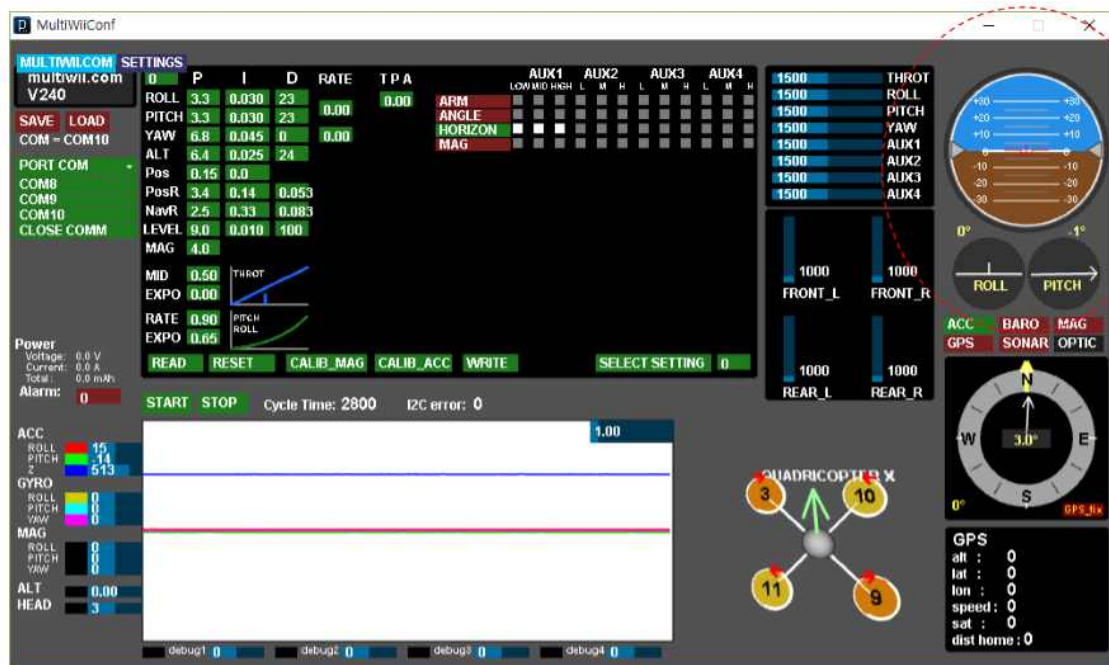 MultiWiiConf
MULTIWII.COM SETTINGS
multiwii.com
V240
SAVE LOAD
COM = COM10
PORT COM
COM8
COM9
COM10
CLOSE COMM
Power
Voltage: 0.0 V
Current: 0.0 A
Total : 0.0 mAh
Alarm: 0
0 P I D RATE T P A
ROLL 3.3 0.030 23
PITCH 3.3 0.030 23
0.00 0.00
YAW 6.8 0.045 0 0.00
ALT 6.4 0.025 24
Pos 0.15 0.0
PosR 3.4 0.14 0.053
NavR 2.5 0.33 0.083
LEVEL 9.0 0.010 100
MAG 4.0
MID 0.50 THROT
EXPO 0.00
RATE 0.90 PITCH
EXPO 0.65 ROLL
AUX1 AUX2 AUX3 AUX4
LOW MID HIGH L M H L M H L M H
ARM
ANGLE
HORIZON
MAG
READ RESET CALIB_MAG CALIB_ACC WRITE SELECT SETTING 0
1500 THROT
1500 ROLL
1500 PITCH
1500 YAW
1500 AUX1
1500 AUX2
1500 AUX3
1500 AUX4
1000 1000
FRONT_L FRONT_R
1000 1000
REAR_L REAR_R
+30 +30
+20 +20
+10 +10
0 0
-10 -10
-20 -20
-30 -30
0° -1°
ROLL PITCH
ACC BARO MAG
GPS SONAR OPTIC
N
W 3.0° E
S
0° GPS_fix
START STOP Cycle Time: 2800 I2C error: 0
1.00
ACC
ROLL 15
PITCH -14
Z 513
GYRO
ROLL 0
PITCH 0
YAW 0
MAG
ROLL 0
PITCH 0
YAW 0
ALT 0.00
HEAD 3
debug1 0 debug2 0 debug3 0 debug4 0
QUADRICOPTER X
3 10
11 9
GPS
alt : 0
lat : 0
lon : 0
speed : 0
sat : 0
dist home : 0